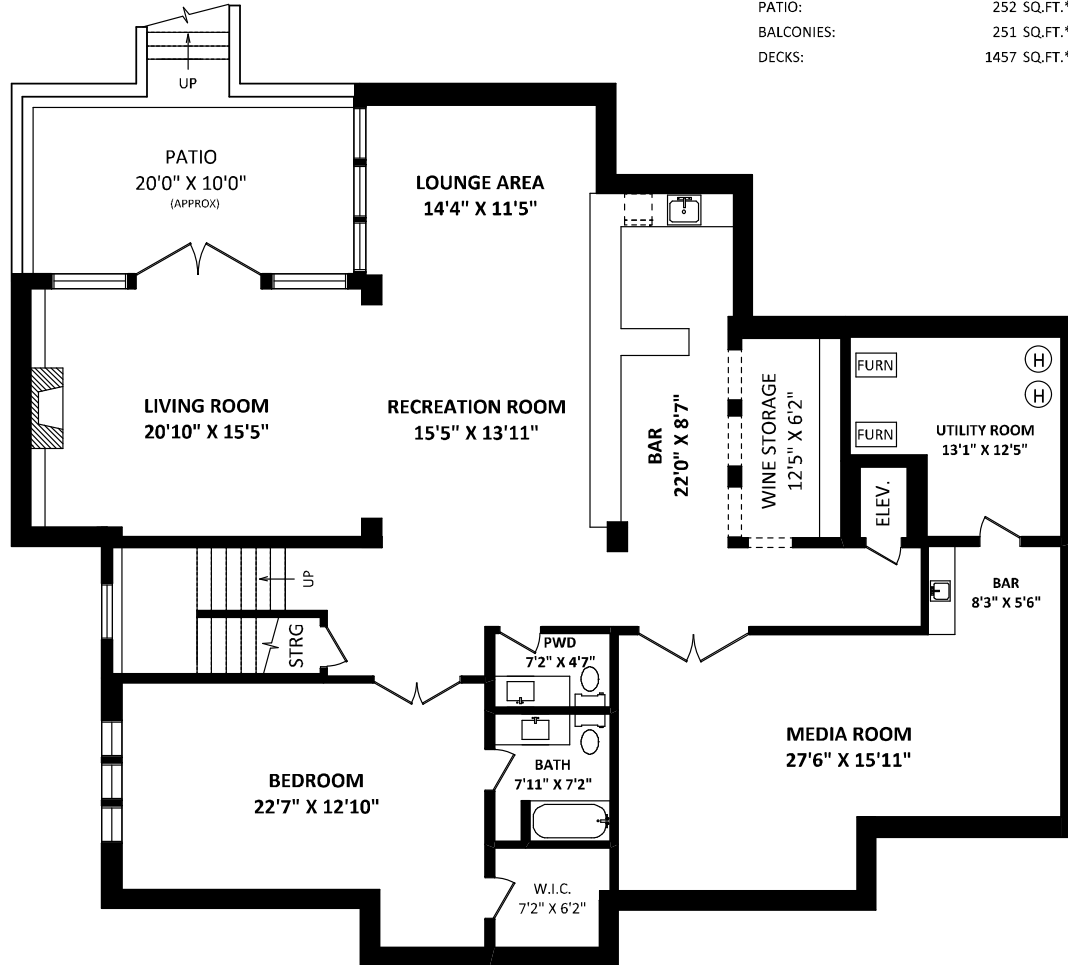 PATIO: 252 SQ.FT.*
BALCONIES: 251 SQ.FT.*
DECKS: 1457 SQ.FT.*
UP
PATIO
20'0" X 10'0"
(APPROX)
LOUNGE AREA
14'4" X 11'5"
LIVING ROOM
20'10" X 15'5"
RECREATION ROOM
15'5" X 13'11"
BAR
22'0" X 8'7"
WINE STORAGE
12'5" X 6'2"
FURN
FURN
H
H
UTILITY ROOM
13'1" X 12'5"
ELEV.
BAR
8'3" X 5'6"
UP
STRG
PWD
7'2" X 4'7"
BATH
7'11" X 7'2"
BEDROOM
22'7" X 12'10"
MEDIA ROOM
27'6" X 15'11"
W.I.C.
7'2" X 6'2"